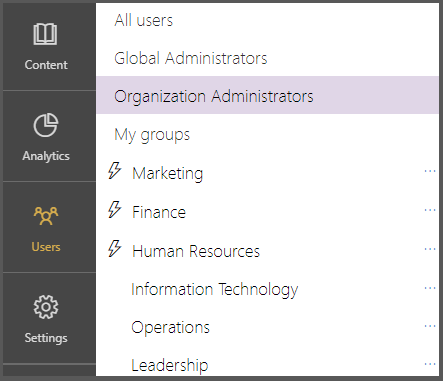 Content
Analytics
Users
Settings
All users
Global Administrators
Organization Administrators
My groups
Marketing ...
Finance ...
Human Resources ...
Information Technology ...
Operations ...
Leadership ...